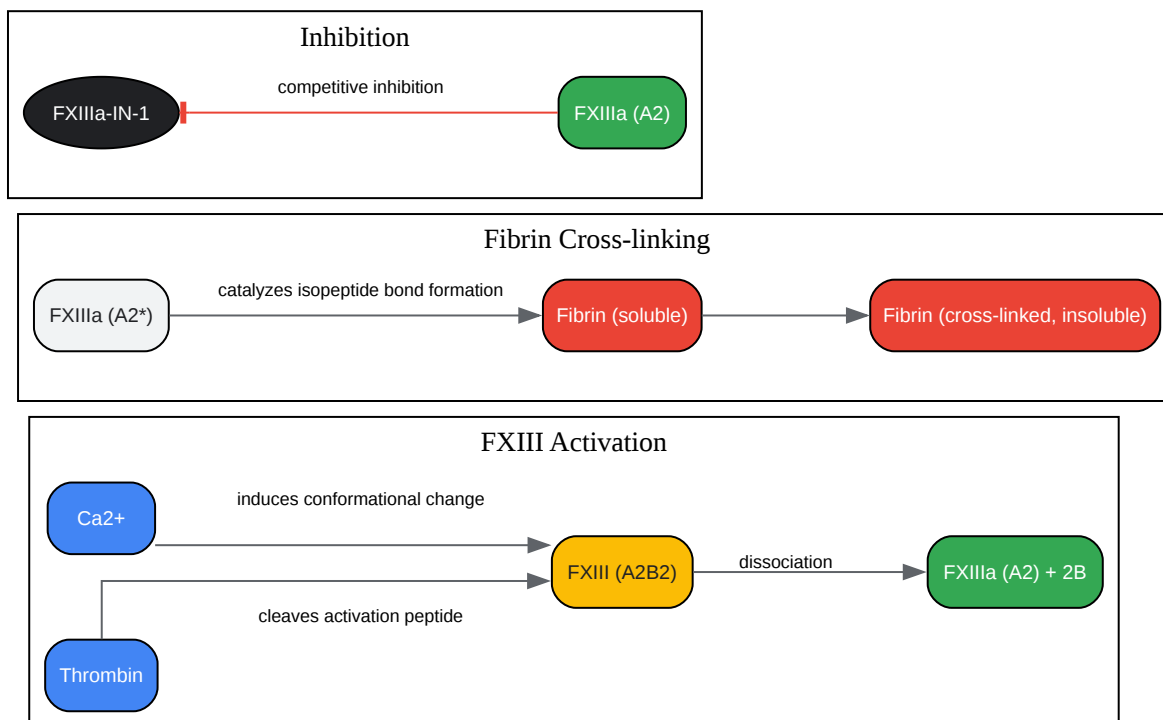 Inhibition
competitive inhibition
FXIIIa-IN-1
FXIIIa (A2)
Fibrin Cross-linking
catalyzes isopeptide bond formation
FXIIIa (A2*)
Fibrin (soluble)
Fibrin (cross-linked, insoluble)
FXIII Activation
induces conformational change
Ca2+
dissociation
FXIII (A2B2)
FXIIIa (A2) + 2B
cleaves activation peptide
Thrombin